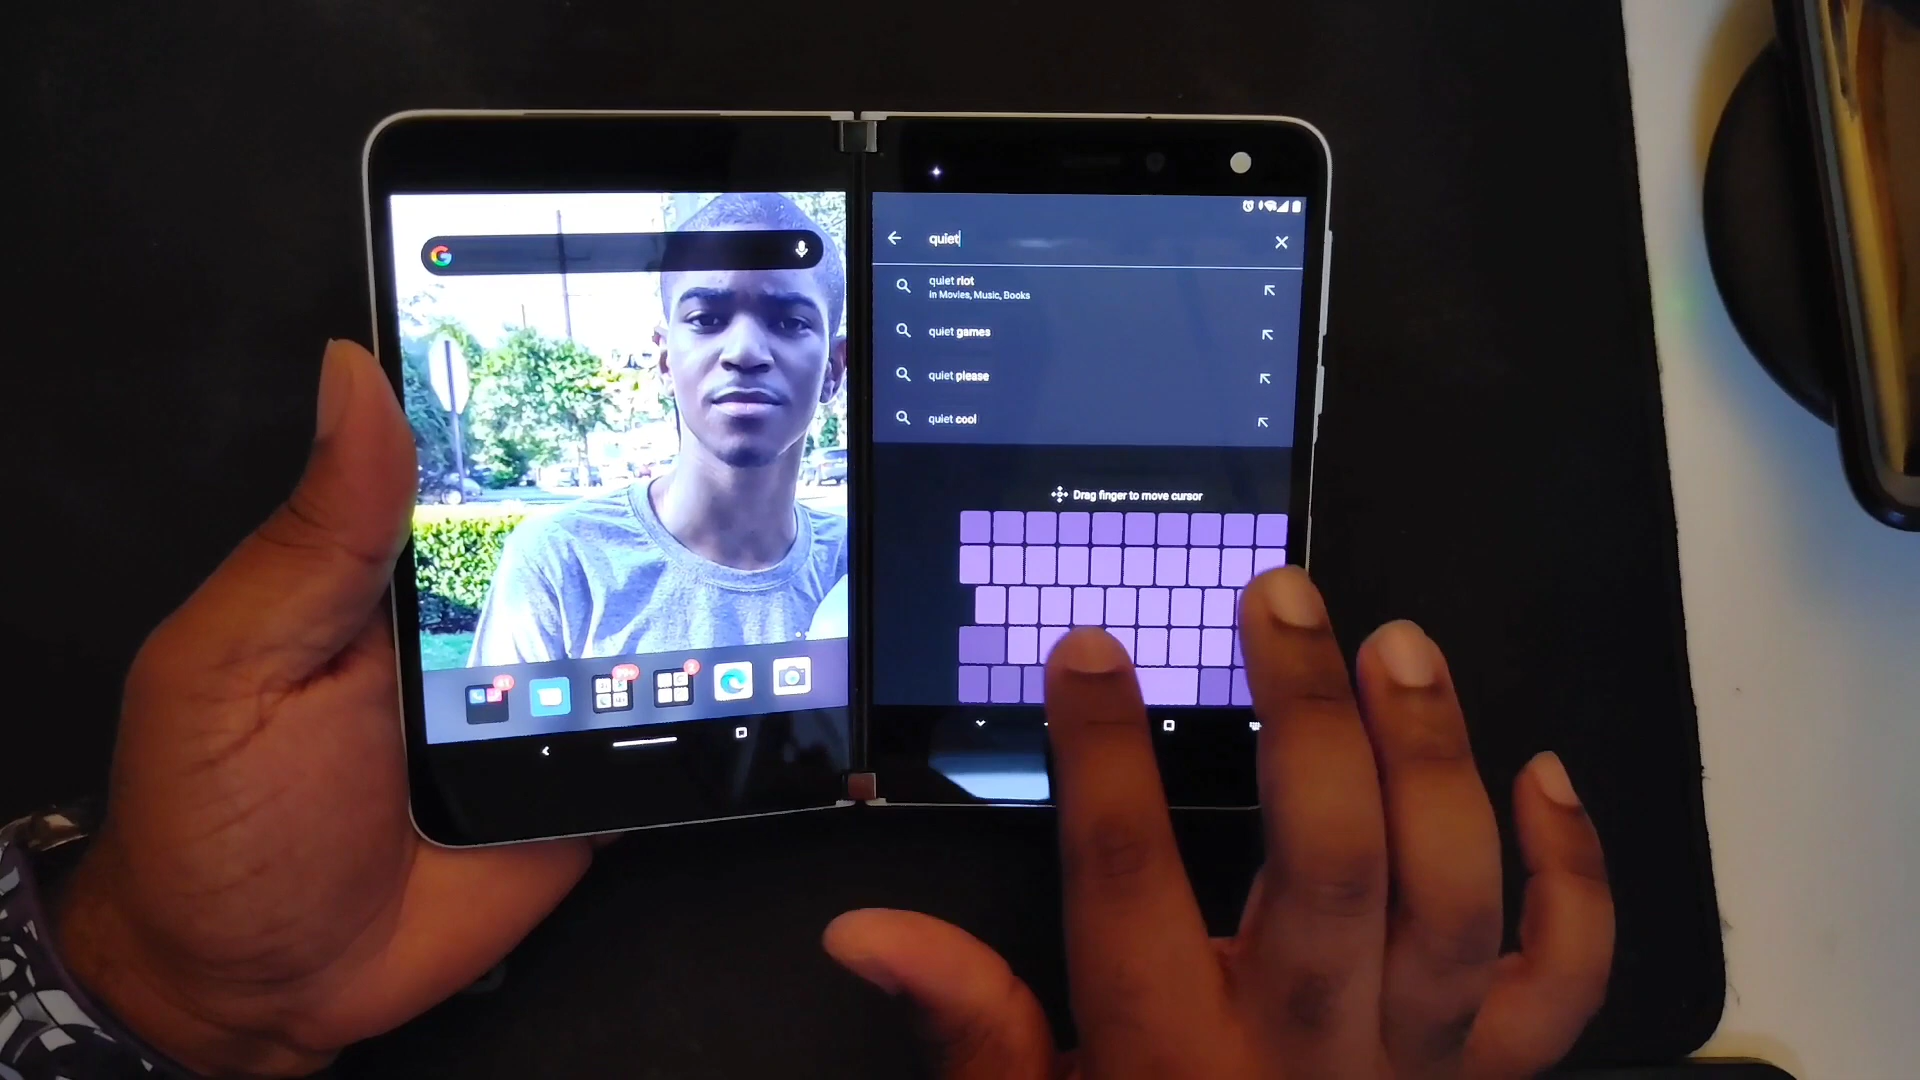 quiet
quiet riot
in Movies, Music, Books
quiet games
quiet please
quiet cool
Drag finger to move cursor